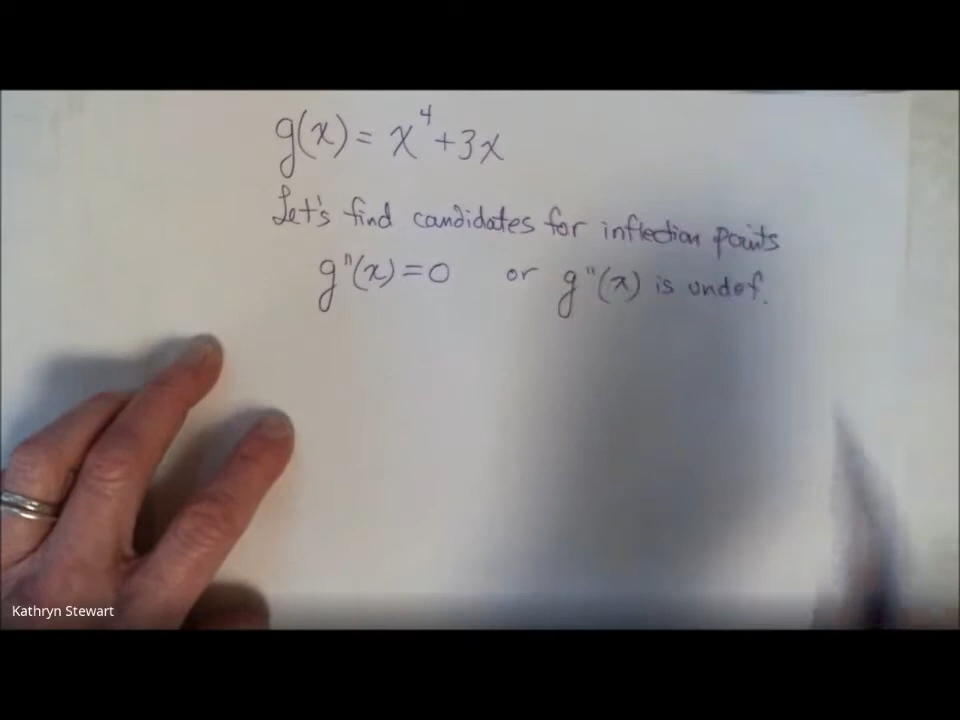 g(x) = x⁴ + 3x
Let's find candidates for inflection points
g"(x) = 0 or g"(x) is undef.
Kathryn Stewart